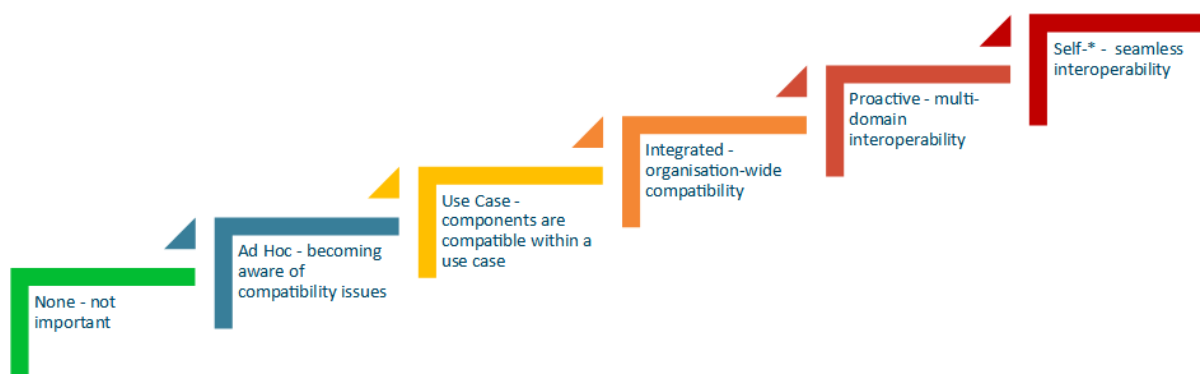 None - not
important
Ad Hoc - becoming
aware of
compatibility issues
Use Case -
components are
compatible within a
use case
Integrated -
organisation-wide
compatibility
Proactive - multi-
domain
interoperability
Self-* - seamless
interoperability